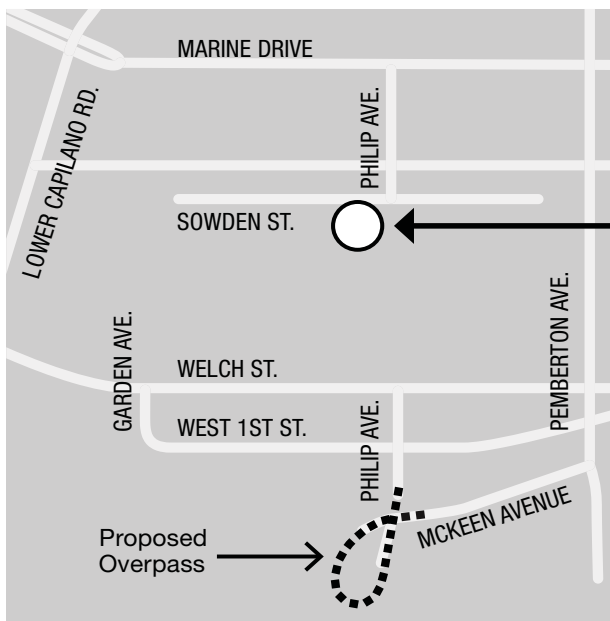 MARINE DRIVE
LOWER CAPILANO RD.
PHILIP AVE.
SOWDEN ST.
GARDEN AVE.
WELCH ST.
PEMBERTON AVE.
WEST 1ST ST.
PHILIP AVE.
MCKEEN AVENUE
Proposed
Overpass